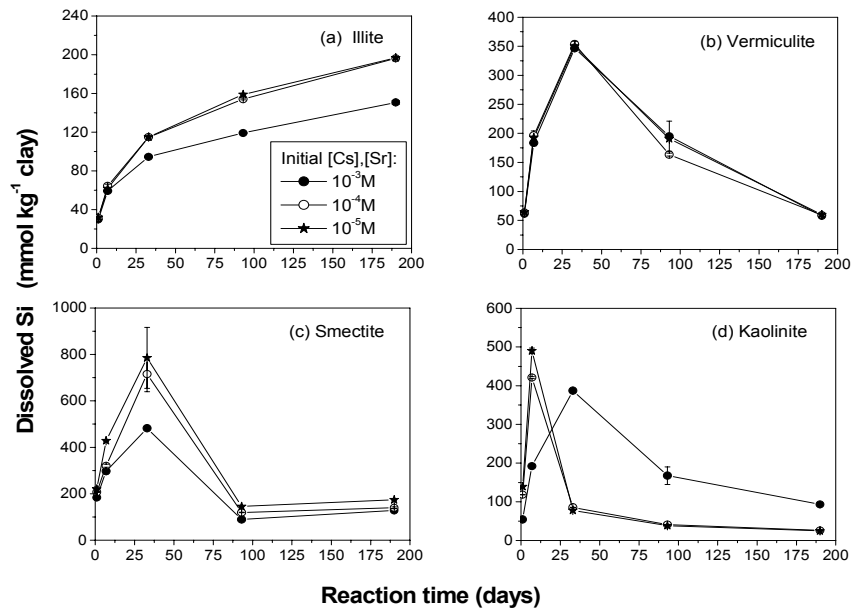 Dissolved Si (mmol kg⁻¹ clay)
(a) Illite
240
200
160
120
80
40
0
0 25 50 75 100 125 150 175 200
Initial [Cs],[Sr]:
10⁻³M
10⁻⁴M
10⁻⁵M
(b) Vermiculite
400
350
300
250
200
150
100
50
0
0 25 50 75 100 125 150 175 200
(c) Smectite
1000
800
600
400
200
0
0 25 50 75 100 125 150 175 200
(d) Kaolinite
600
500
400
300
200
100
0
0 25 50 75 100 125 150 175 200
Reaction time (days)